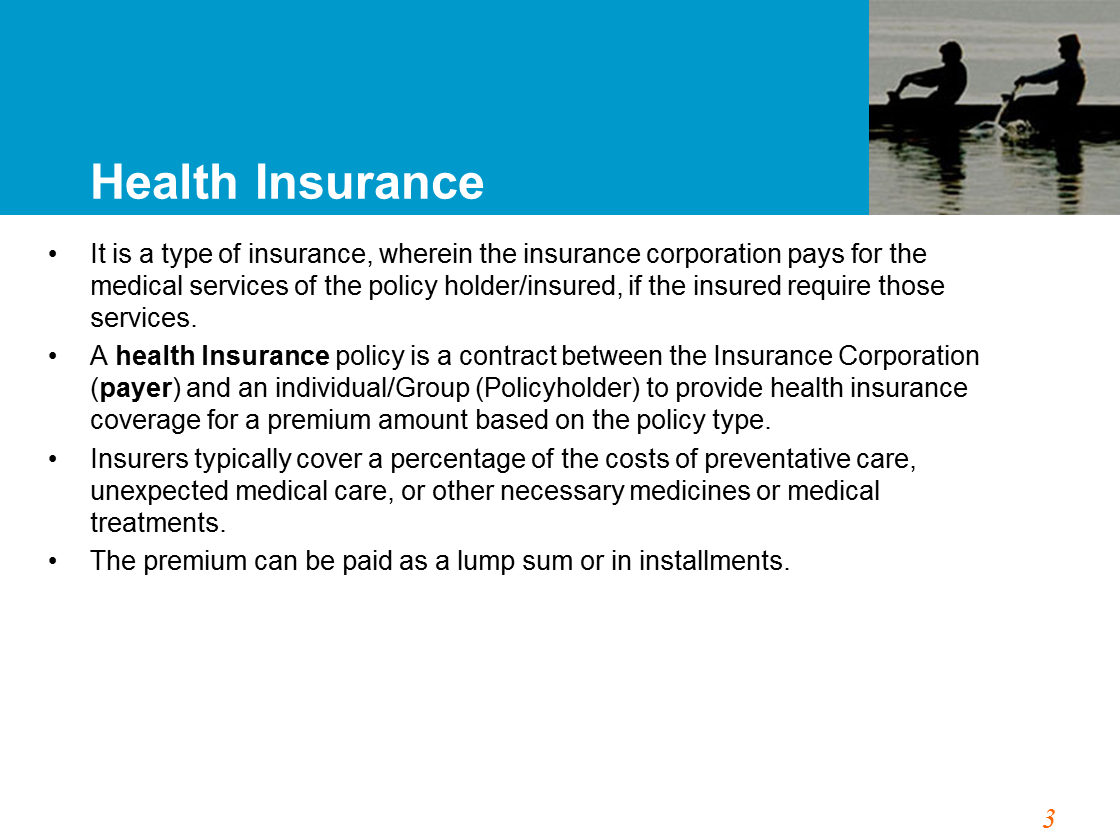 Health Insurance
• It is a type of insurance, wherein the insurance corporation pays for the
medical services of the policy holder/insured, if the insured require those
services.
• A health Insurance policy is a contract between the Insurance Corporation
(payer) and an individual/Group (Policyholder) to provide health insurance
coverage for a premium amount based on the policy type.
• Insurers typically cover a percentage of the costs of preventative care,
unexpected medical care, or other necessary medicines or medical
treatments.
• The premium can be paid as a lump sum or in installments.
3